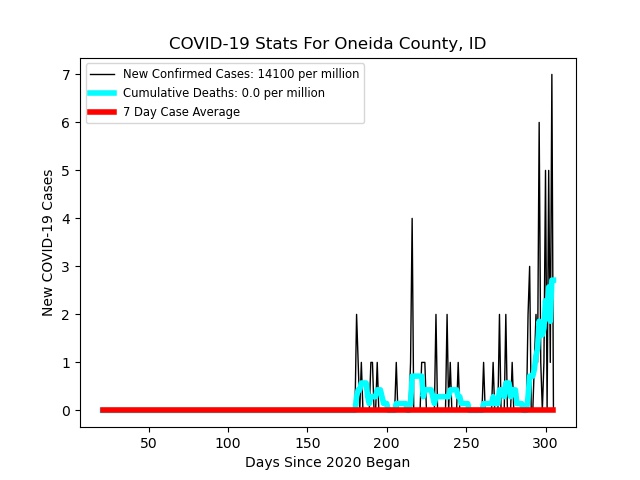 COVID-19 Stats For Oneida County, ID
New Confirmed Cases: 14100 per million
Cumulative Deaths: 0.0 per million
7 Day Case Average
7
6
5
4
3
2
1
0
New COVID-19 Cases
50 100 150 200 250 300
Days Since 2020 Began